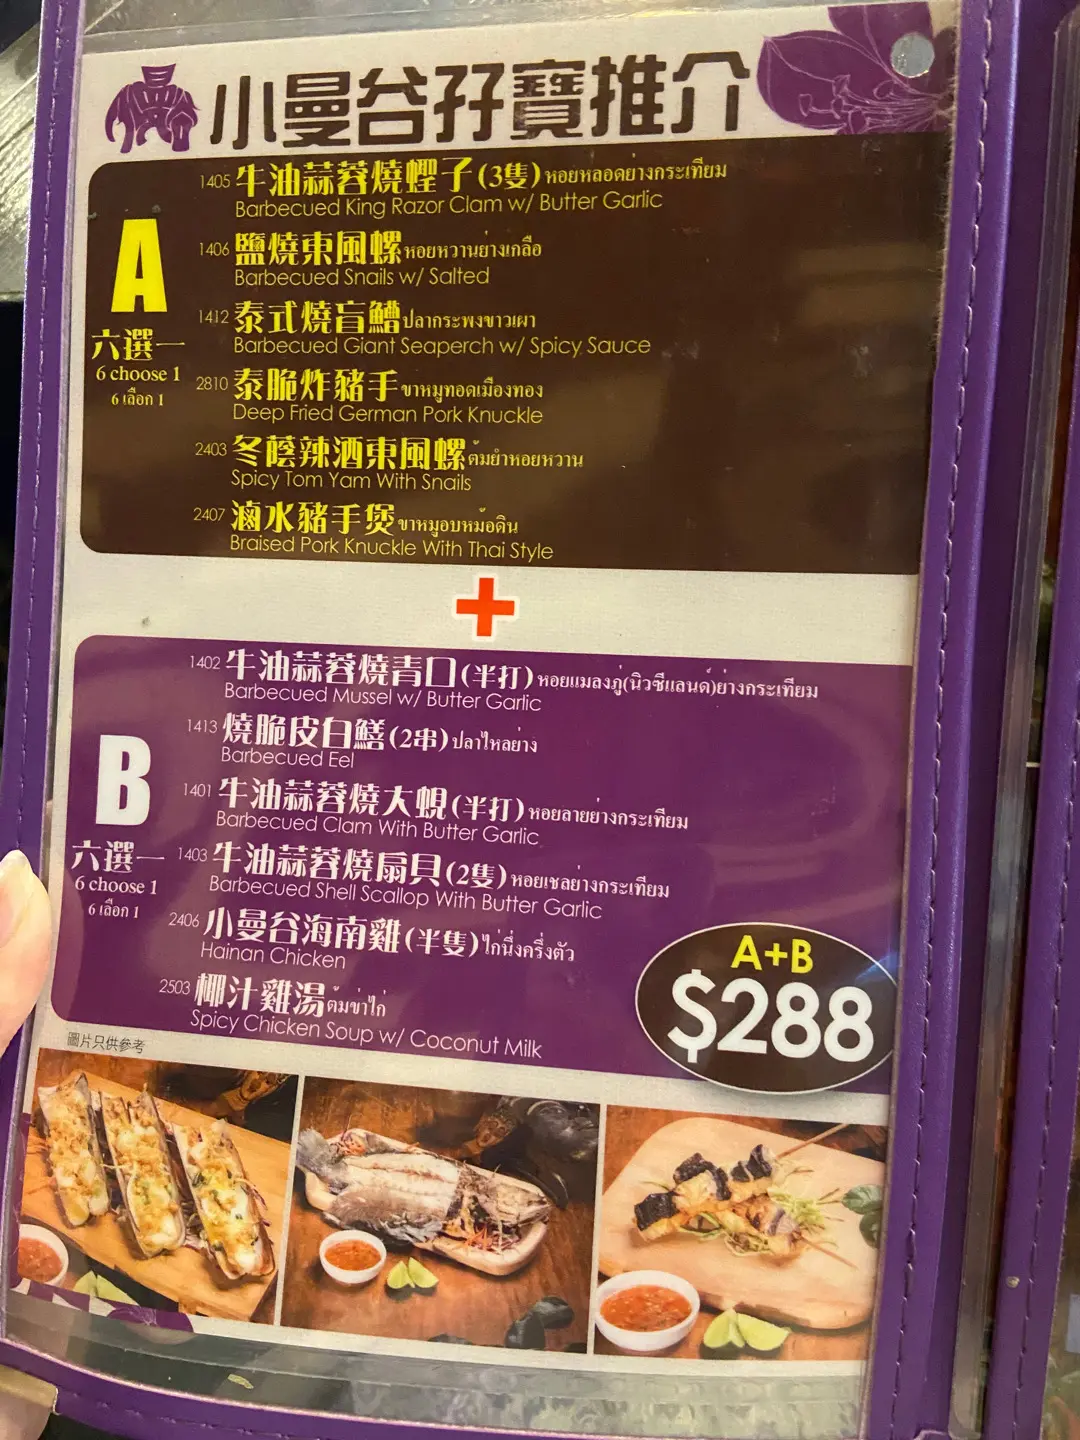 小曼谷孖寶推介
1405 牛油蒜蓉燒蟶子(3隻) หอยหลอดย่างกระเทียม
Barbecued King Razor Clam w/ Butter Garlic
1406 鹽燒東風螺 หอยหวานย่างเกลือ
Barbecued Snails w/ Salted
A
1412 泰式燒盲鰽 ปลากระพงขาวเผา
Barbecued Giant Seaperch w/ Spicy Sauce
六選一
6 choose 1
6 เลือก 1
2810 泰脆炸豬手 ขาหมูทอดเมืองทอง
Deep Fried German Pork Knuckle
2403 冬蔭辣酒東風螺 ต้มยำหอยหวาน
Spicy Tom Yam With Snails
2407 滷水豬手煲 ขาหมูอบหม้อดิน
Braised Pork Knuckle With Thai Style
+
1402 牛油蒜蓉燒青口(半打) หอยแมลงภู่(นิวซีแลนด์)ย่างกระเทียม
Barbecued Mussel w/ Butter Garlic
1413 燒脆皮白鱔(2串) ปลาไหลย่าง
Barbecued Eel
B
1401 牛油蒜蓉燒大蜆(半打) หอยลายย่างกระเทียม
Barbecued Clam With Butter Garlic
六選一
6 choose 1
6 เลือก 1
1403 牛油蒜蓉燒扇貝(2隻) หอยเชลย่างกระเทียม
Barbecued Shell Scallop With Butter Garlic
2406 小曼谷海南雞(半隻) ไก่นึ่งครึ่งตัว
Hainan Chicken
2503 椰汁雞湯 ต้มข่าไก่
Spicy Chicken Soup w/ Coconut Milk
A+B
$288
圖片只供參考